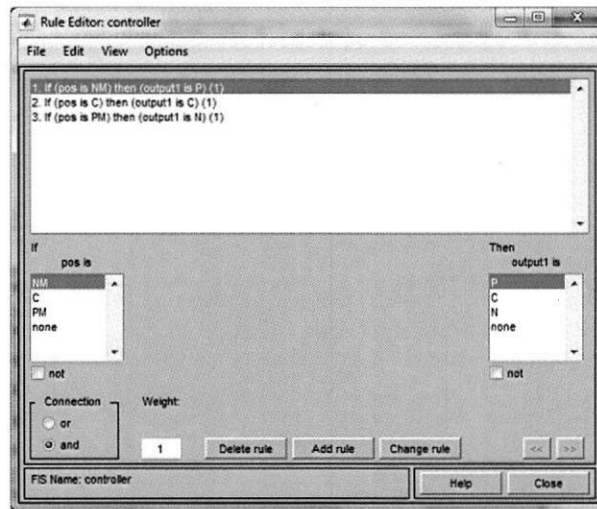 Rule Editor: controller
File Edit View Options
1. If (pos is NM) then (output1 is P) (1)
2. If (pos is C) then (output1 is C) (1)
3. If (pos is PM) then (output1 is N) (1)
If
pos is
NM
C
PM
none
not
Then
output1 is
P
C
N
none
not
Connection
or
and
Weight:
1
Delete rule Add rule Change rule << >>
FIS Name: controller
Help Close